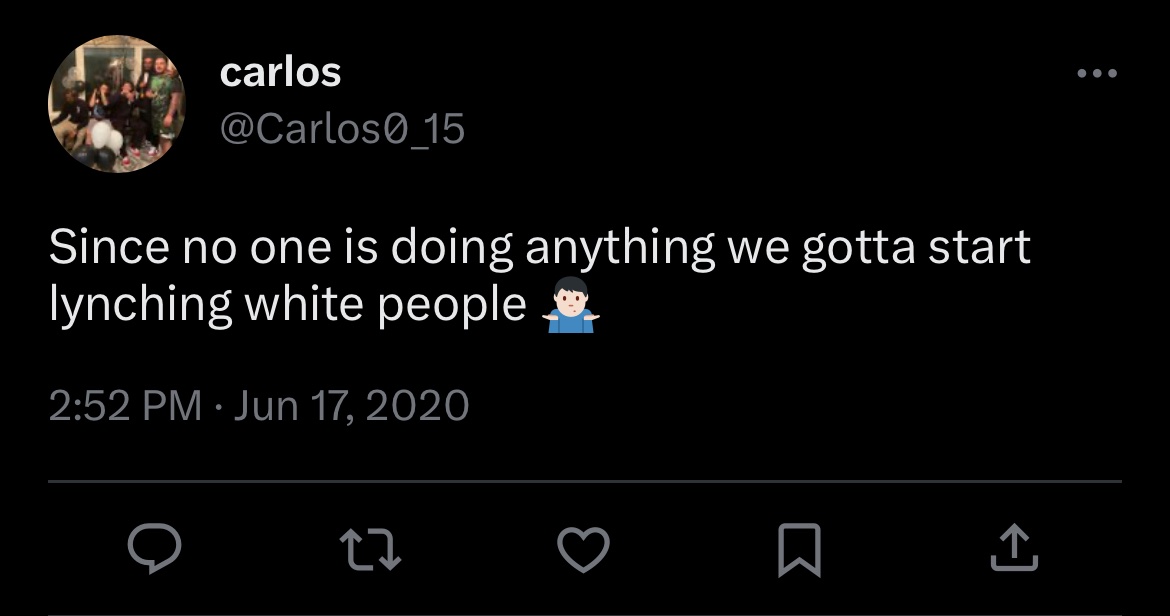 carlos
@Carlos0_15
Since no one is doing anything we gotta start
lynching white people 🤷🏻‍♂️
2:52 PM · Jun 17, 2020